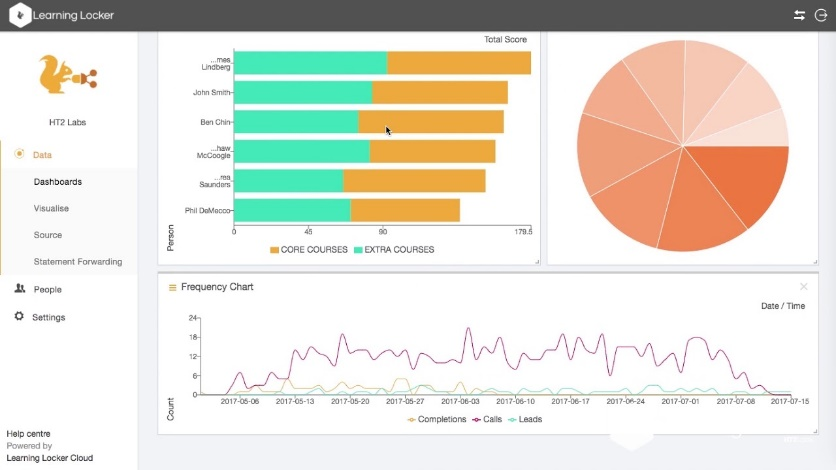 Learning Locker
HT2 Labs
Data
Dashboards
Visualise
Source
Statement Forwarding
People
Settings
Help centre
Powered by
Learning Locker Cloud
Total Score
...mes
Lindberg
John Smith
Ben Chin
...haw
McCoogle
...rea
Saunders
Phil DeMecco
Person
0 45 90 179.5
CORE COURSES EXTRA COURSES
Frequency Chart
Date / Time
24
18
12
6
0
Count
2017-05-06 2017-05-13 2017-05-20 2017-05-27 2017-06-03 2017-06-10 2017-06-17 2017-06-24 2017-07-01 2017-07-08 2017-07-15
Completions Calls Leads